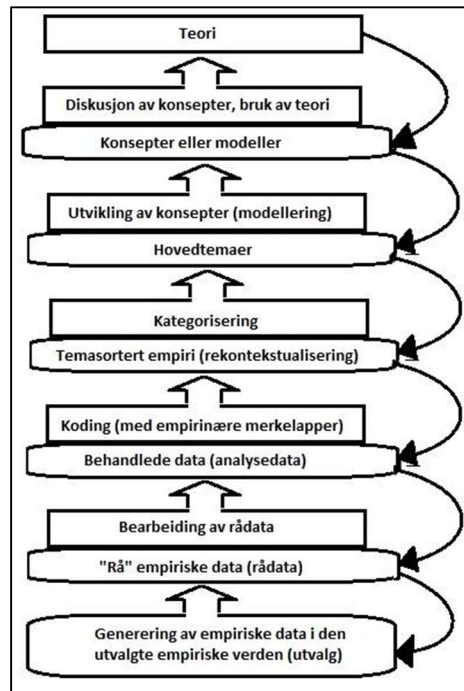 Teori
Diskusjon av konsepter, bruk av teori
Konsepter eller modeller
Utvikling av konsepter (modellering)
Hovedtemaer
Kategorisering
Temasortert empiri (rekontekstualisering)
Koding (med empirinære merkelapper)
Behandlede data (analysedata)
Bearbeiding av rådata
"Rå" empiriske data (rådata)
Generering av empiriske data i den
utvalgte empiriske verden (utvalg)